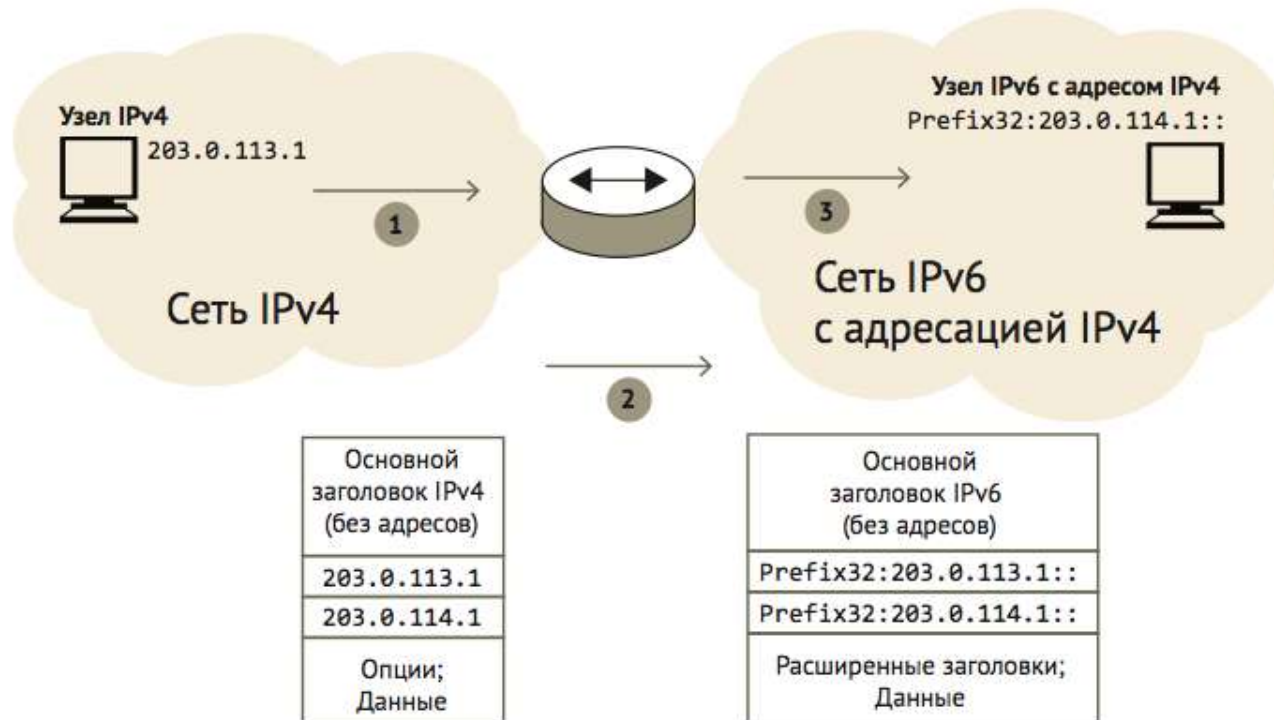 Узел IPv4
203.0.113.1
Узел IPv6 с адресом IPv4
Prefix32:203.0.114.1::
1
3
Сеть IPv4
Сеть IPv6
с адресацией IPv4
2
Основной
заголовок IPv4
(без адресов)
203.0.113.1
203.0.114.1
Опции;
Данные
Основной
заголовок IPv6
(без адресов)
Prefix32:203.0.113.1::
Prefix32:203.0.114.1::
Расширенные заголовки;
Данные